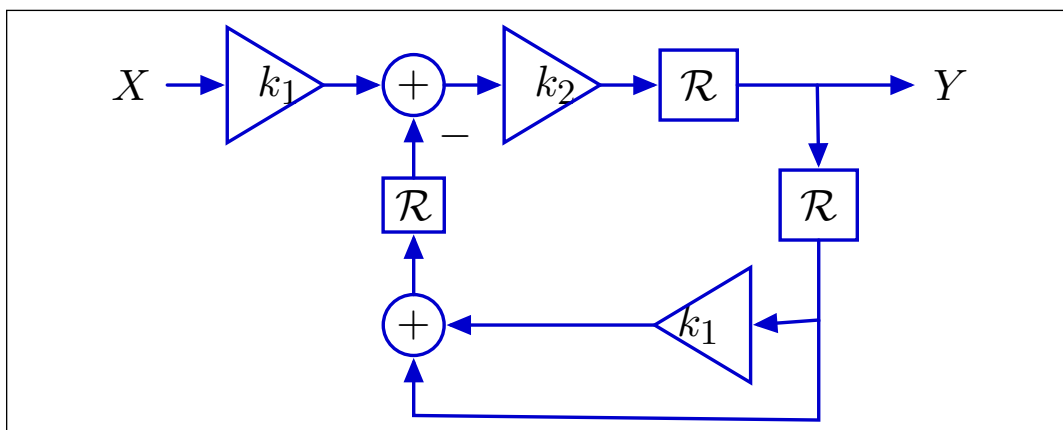 X k₁ + k₂ ℛ Y
−
ℛ ℛ
+ k₁